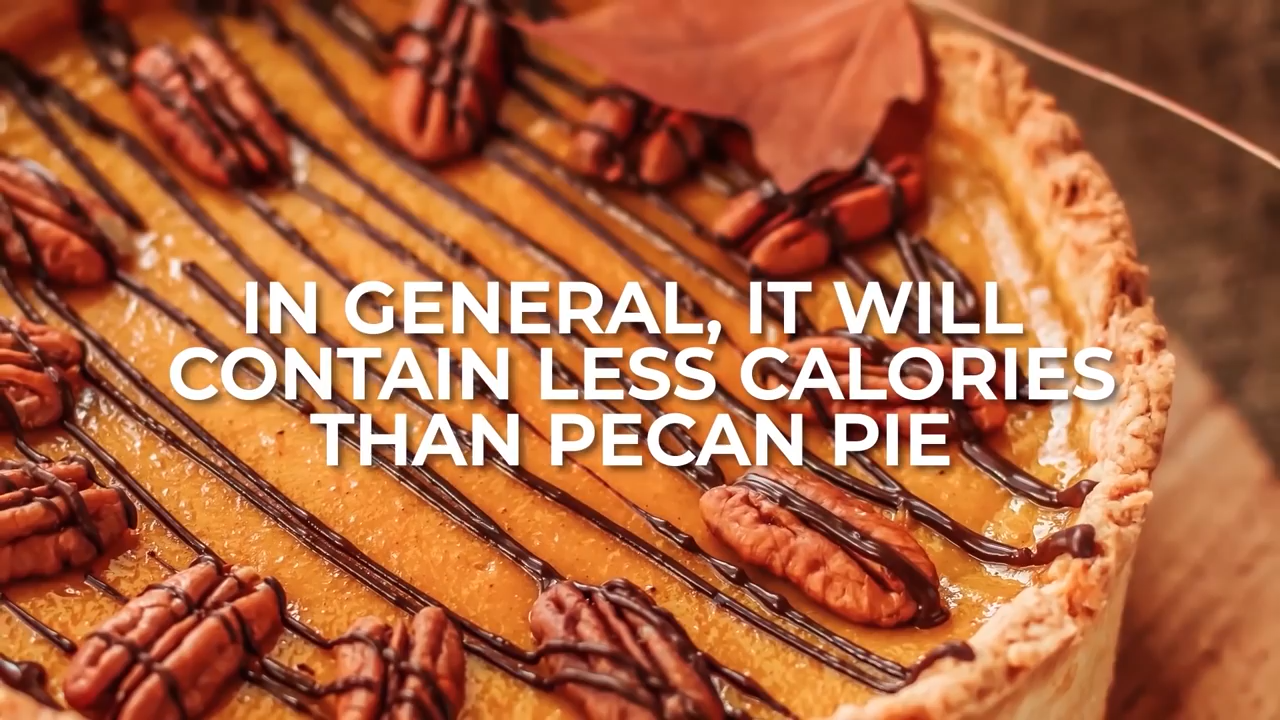 IN GENERAL, IT WILL
CONTAIN LESS CALORIES
THAN PECAN PIE